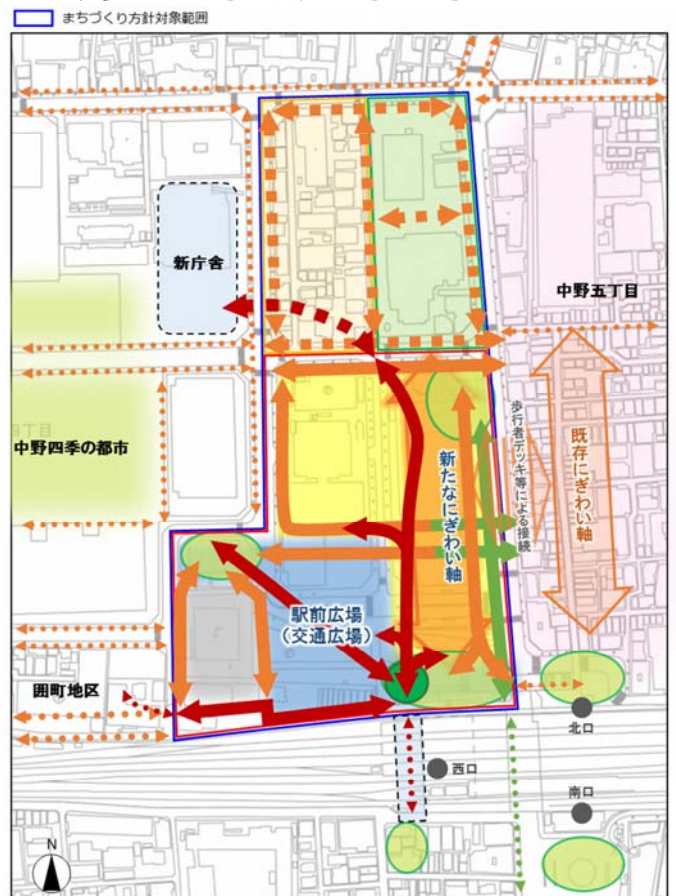 まちづくり方針対象範囲
新庁舎
中野五丁目
中野四季の都市
歩行者デッキ等による接続
既存にぎわい軸
新たなにぎわい軸
駅前広場
(交通広場)
囲町地区
北口
西口
南口
N